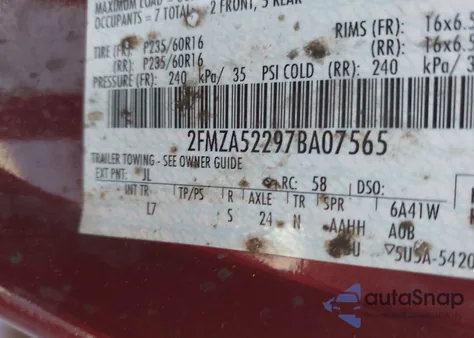 OCCUPANTS = 7 TOTAL 2 FRONT, 5 REAR
TIRE (FR): P235/60R16 RIMS (FR): T6x6.5
(RR): P235/60R16 (RR): T6x6.5
PRESSURE (FR): 240 kPa/ 35 PSI COLD (RR): 240 kPa/ 3
2FMZA52297BA07565
TRAILER TOWING - SEE OWNER GUIDE
EXT PNT: JL RC: 58 DSO:
INT TR TP/PS R AXLE TR SPR 6A41W
L7 S 24 N AAHH A0B
U ▽5U5A-5420
autoSnap